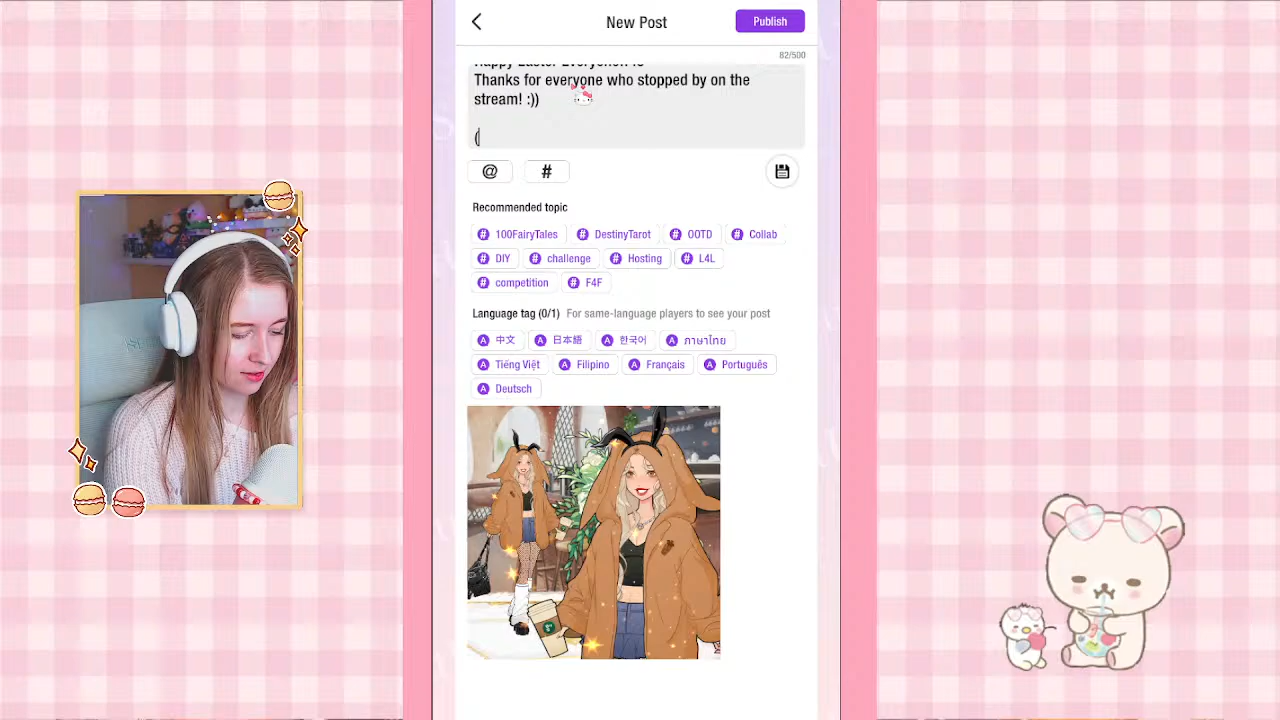 New Post
Publish
82/500
Thanks for everyone who stopped by on the
stream! :))
(
@
#
Recommended topic
# 100FairyTales # DestinyTarot # OOTD # Collab
# DIY # challenge # Hosting # L4L
# competition # F4F
Language tag (0/1) For same-language players to see your post
A 中文 A 日本語 A 한국어 A ภาษาไทย
A Tiếng Việt A Filipino A Français A Português
A Deutsch